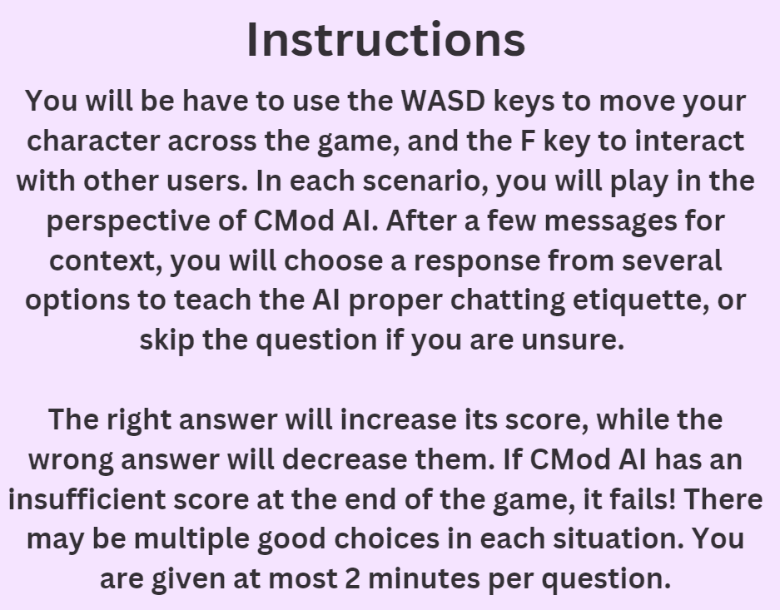 Instructions
You will be have to use the WASD keys to move your
character across the game, and the F key to interact
with other users. In each scenario, you will play in the
perspective of CMod AI. After a few messages for
context, you will choose a response from several
options to teach the AI proper chatting etiquette, or
skip the question if you are unsure.
The right answer will increase its score, while the
wrong answer will decrease them. If CMod AI has an
insufficient score at the end of the game, it fails! There
may be multiple good choices in each situation. You
are given at most 2 minutes per question.